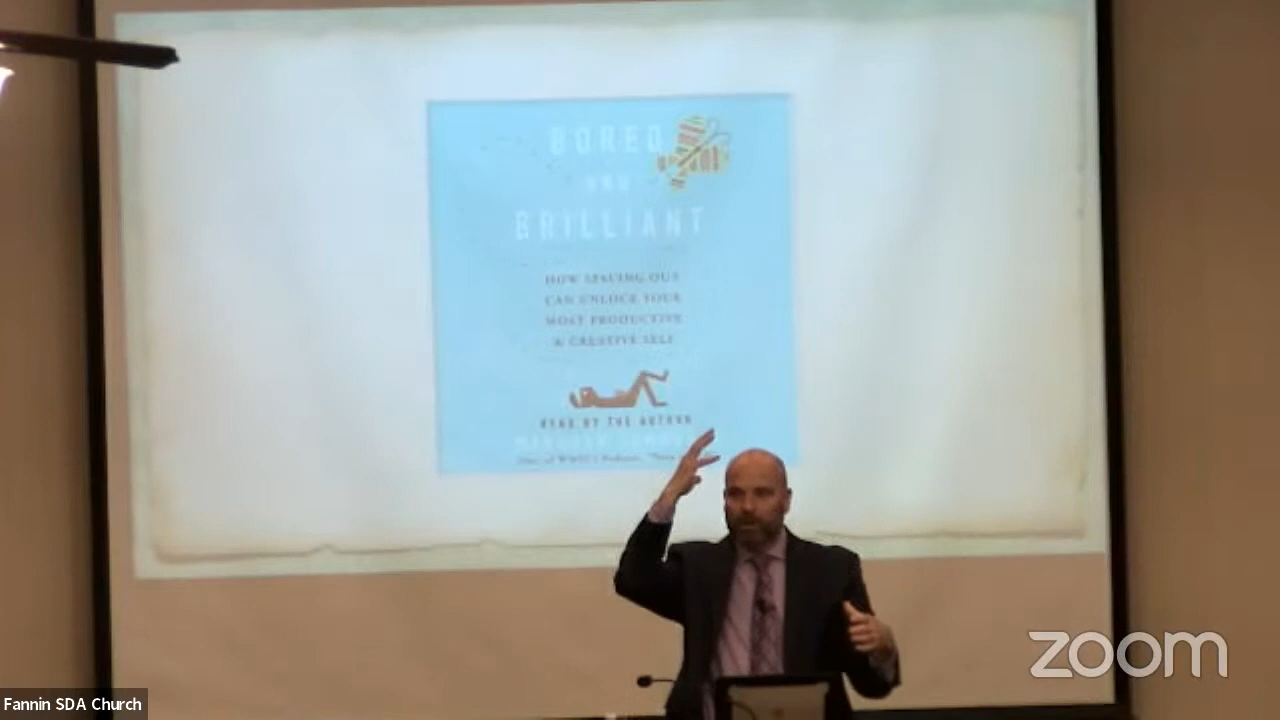 BORED
AND
BRILLIANT
HOW SPACING OUT
CAN UNLOCK YOUR
MOST PRODUCTIVE
& CREATIVE SELF
READ BY THE AUTHOR
zoom
Fannin SDA Church